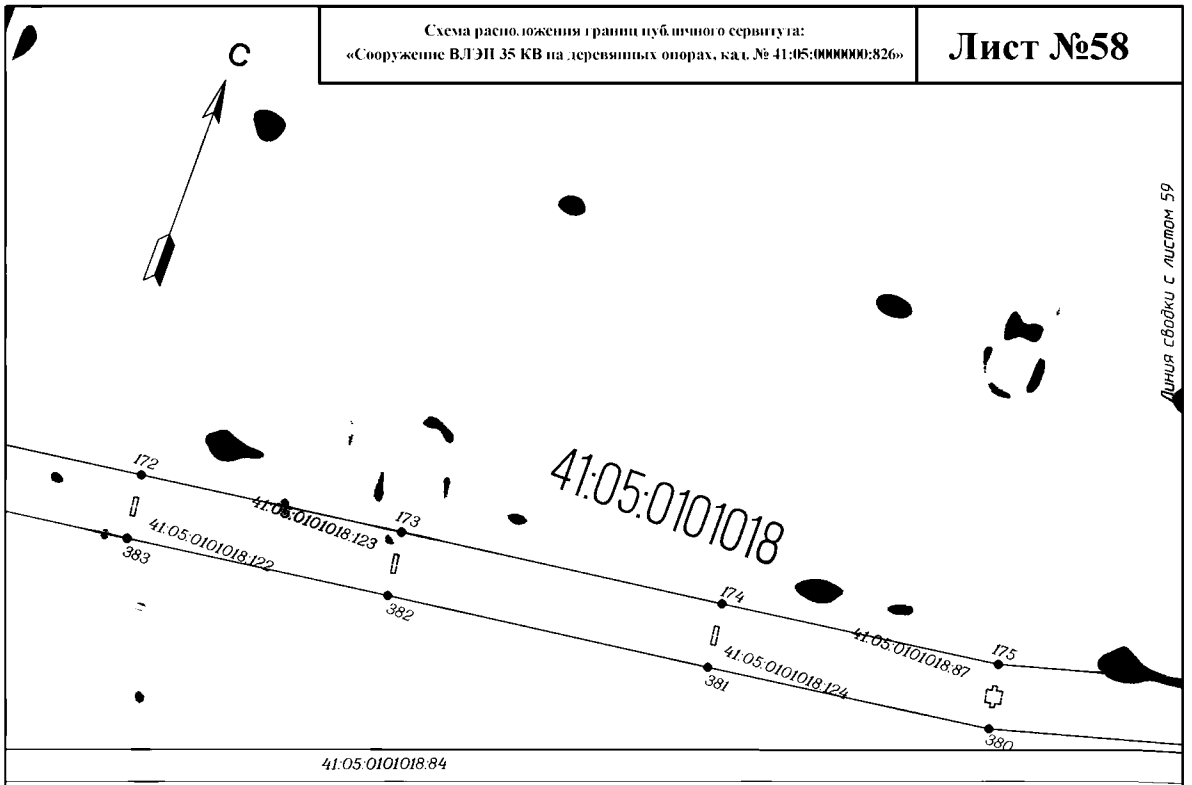 Схема расположения границ публичного сервитута:
«Сооружение ВЛЭП 35 КВ на деревянных опорах, кад. № 41:05:0000000:826»
Лист №58
С
Линия сводки с листом 59
172
41:05:0101018:123
173
41:05:0101018
383
41:05:0101018:122
382
174
41:05:0101018:87
175
381
41:05:0101018:124
380
41:05:0101018:84